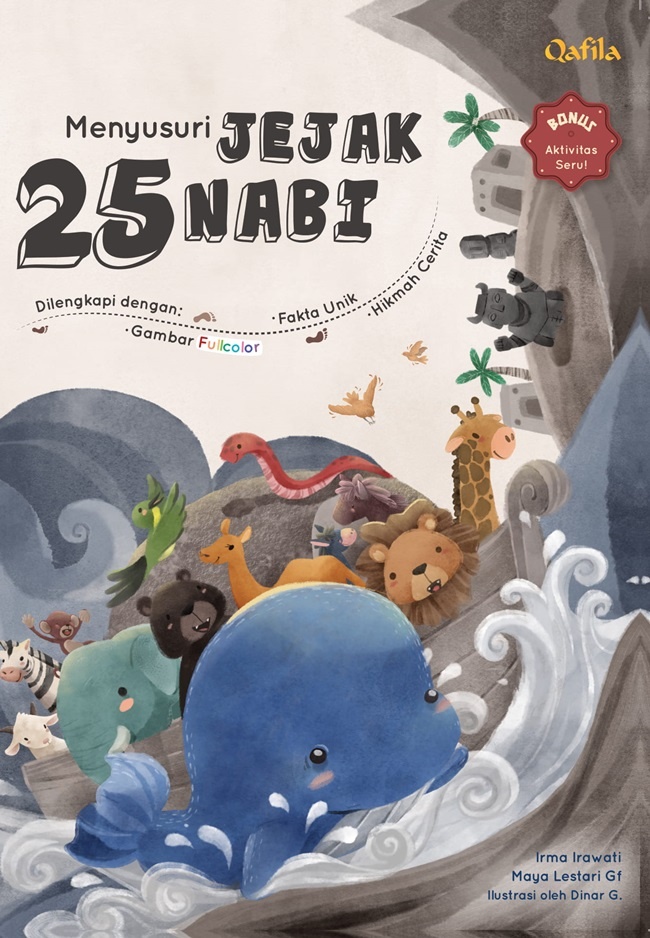 Qafila
BONUS
Aktivitas
Seru!
Menyusuri JEJAK
25 NABI
Dilengkapi dengan:
·Gambar Fullcolor
·Fakta Unik
·Hikmah Cerita
Irma Irawati
Maya Lestari Gf
Ilustrasi oleh Dinar G.